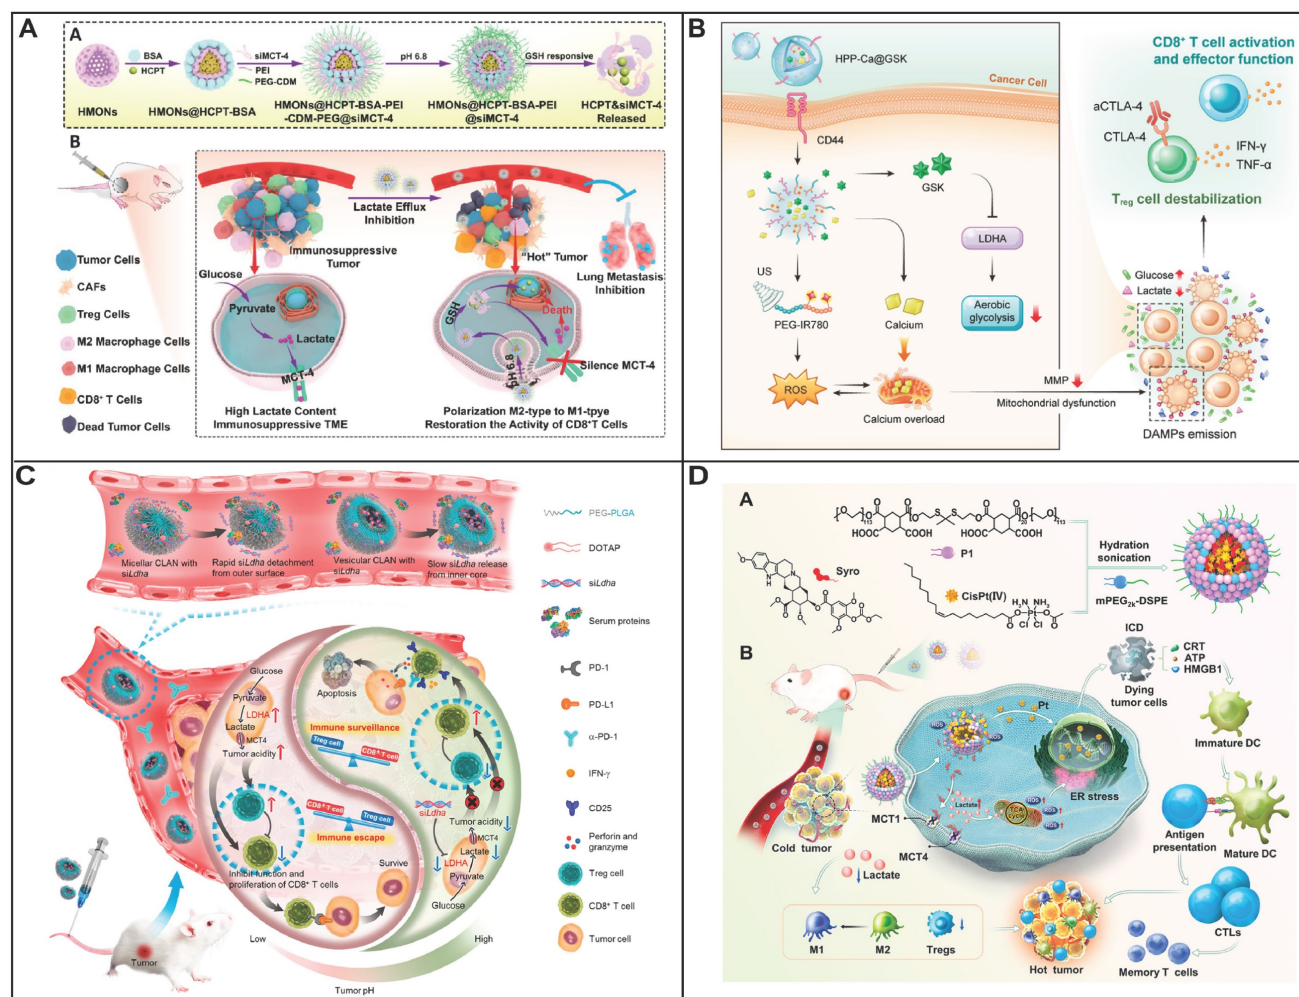 A
A
BSA
HCPT
siMCT-4
PEI
PEG-CDM
pH 6.8
GSH responsive
HMONs
HMONs@HCPT-BSA
HMONs@HCPT-BSA-PEI
-CDM-PEG@siMCT-4
HMONs@HCPT-BSA-PEI
@siMCT-4
HCPT&siMCT-4
Released
B
Lactate Efflux
Inhibition
Immunosuppressive
Tumor
"Hot" Tumor
Lung Metastasis
Inhibition
Tumor Cells
CAFs
Treg Cells
M2 Macrophage Cells
M1 Macrophage Cells
CD8+ T Cells
Dead Tumor Cells
Glucose
Pyruvate
Lactate
MCT-4
GSH
Death
pH 6.8
Silence MCT-4
High Lactate Content
Immunosuppressive TME
Polarization M2-type to M1-tpye
Restoration the Activity of CD8+T Cells
B
HPP-Ca@GSK
Cancer Cell
CD44
GSK
LDHA
US
PEG-IR780
Calcium
Aerobic
glycolysis
ROS
Calcium overload
MMP
Mitochondrial dysfunction
CD8+ T cell activation
and effector function
aCTLA-4
CTLA-4
IFN-γ
TNF-α
Treg cell destabilization
Glucose
Lactate
DAMPs emission
C
Micellar CLAN with
siLdha
Rapid siLdha detachment
from outer surface
Vesicular CLAN with
siLdha
Slow siLdha release
from inner core
PEG-PLGA
DOTAP
siLdha
Serum proteins
PD-1
PD-L1
α-PD-1
IFN-γ
CD25
Perforin and
granzyme
Treg cell
CD8+ T cell
Tumor cell
Glucose
Pyruvate
LDHA
Lactate
MCT4
Tumor acidity
Apoptosis
Immune surveillance
Treg cell
CD8+ T cell
CD8+ T cell
Treg cell
Immune escape
siLdha
Tumor acidity
MCT4
Lactate
LDHA
Pyruvate
Glucose
Inhibit function and
proliferation of CD8+ T cells
Survive
Low
High
Tumor pH
Tumor
D
A
113
20
113
HOOC
COOH
HOOC
COOH
P1
Syro
CisPt(IV)
Hydration
sonication
mPEG2k-DSPE
B
ICD
CRT
ATP
HMGB1
Dying
tumor cells
Immature DC
Pt
ROS
ROS
ER stress
Lactate
TCA
cycle
ROS
ROS
ROS
MCT1
MCT4
Cold tumor
Lactate
Antigen
presentation
Mature DC
M1
M2
Tregs
Hot tumor
CTLs
Memory T cells